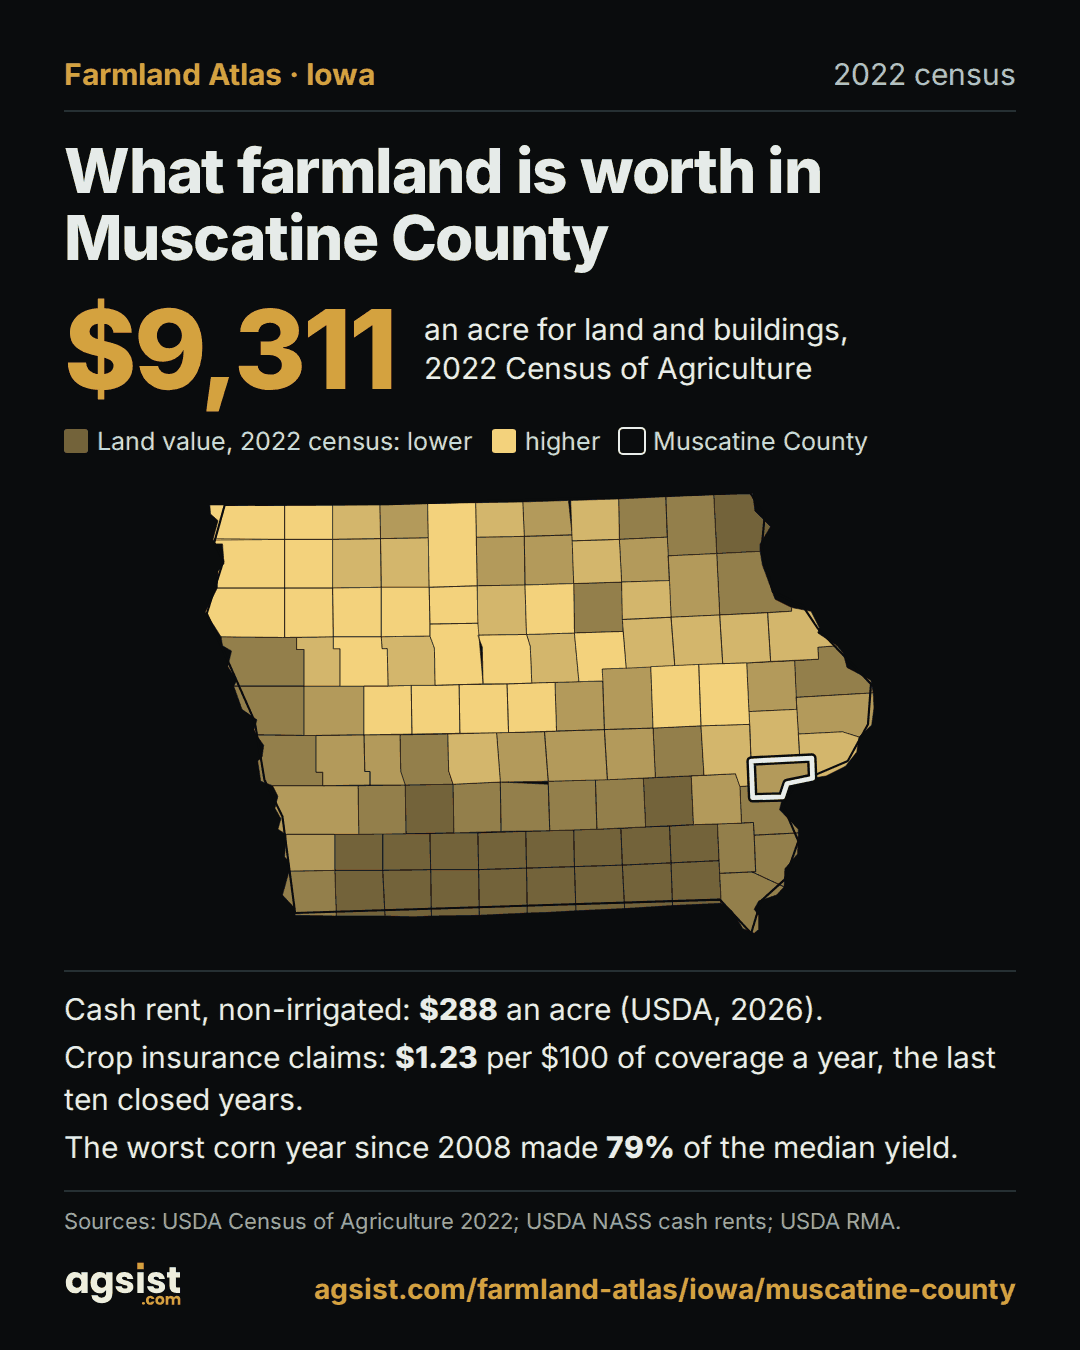 Farmland Atlas · Iowa
2022 census
What farmland is worth in
Muscatine County
$9,311
an acre for land and buildings,
2022 Census of Agriculture
Land value, 2022 census: lower
higher
Muscatine County
Cash rent, non-irrigated: $288 an acre (USDA, 2026).
Crop insurance claims: $1.23 per $100 of coverage a year, the last
ten closed years.
The worst corn year since 2008 made 79% of the median yield.
Sources: USDA Census of Agriculture 2022; USDA NASS cash rents; USDA RMA.
agsist
.com
agsist.com/farmland-atlas/iowa/muscatine-county